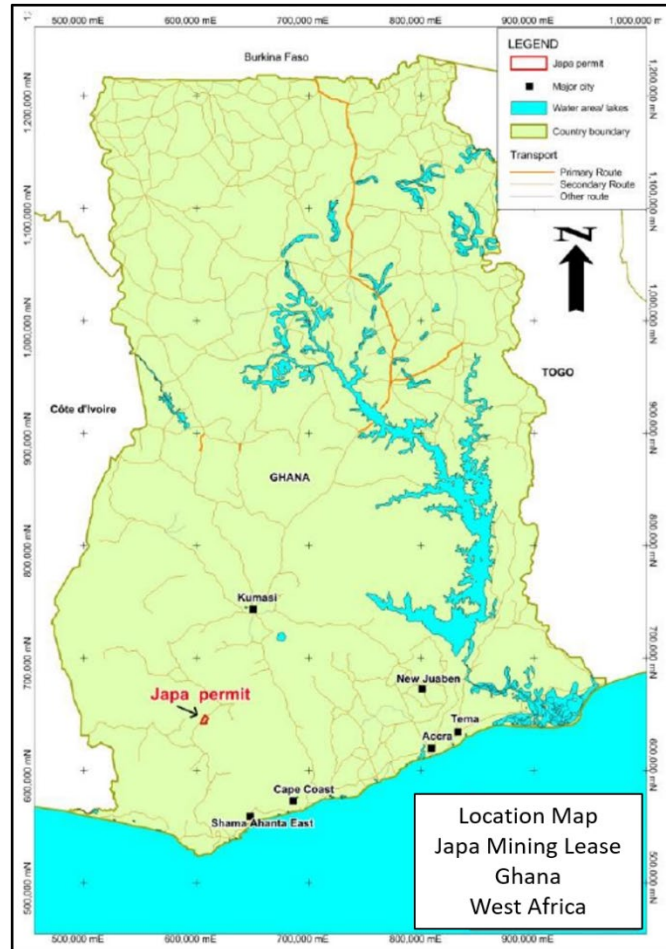 500,000 mE
600,000 mE
700,000 mE
800,000 mE
900,000 mE
1,000,000 m
Burkina Faso
LEGEND
Japa permit
Major city
Water area/ lakes
Country boundary
Transport
Primary Route
Secondary Route
Other route
N
1,200,000 mN
1,100,000 mN
1,000,000 mN
900,000 mN
800,000 mN
700,000 mN
600,000 mN
500,000 mN
1,200,000 mN
1,100,000 mN
1,000,000 mN
900,000 mN
800,000 mN
700,000 mN
TOGO
Côte d'Ivoire
GHANA
Kumasi
New Juaben
Japa permit
Tema
Accra
Cape Coast
Shama Ahanta East
Location Map
Japa Mining Lease
Ghana
West Africa
500,000 mE
600,000 mE
700,000 mE
800,000 mE
900,000 mE